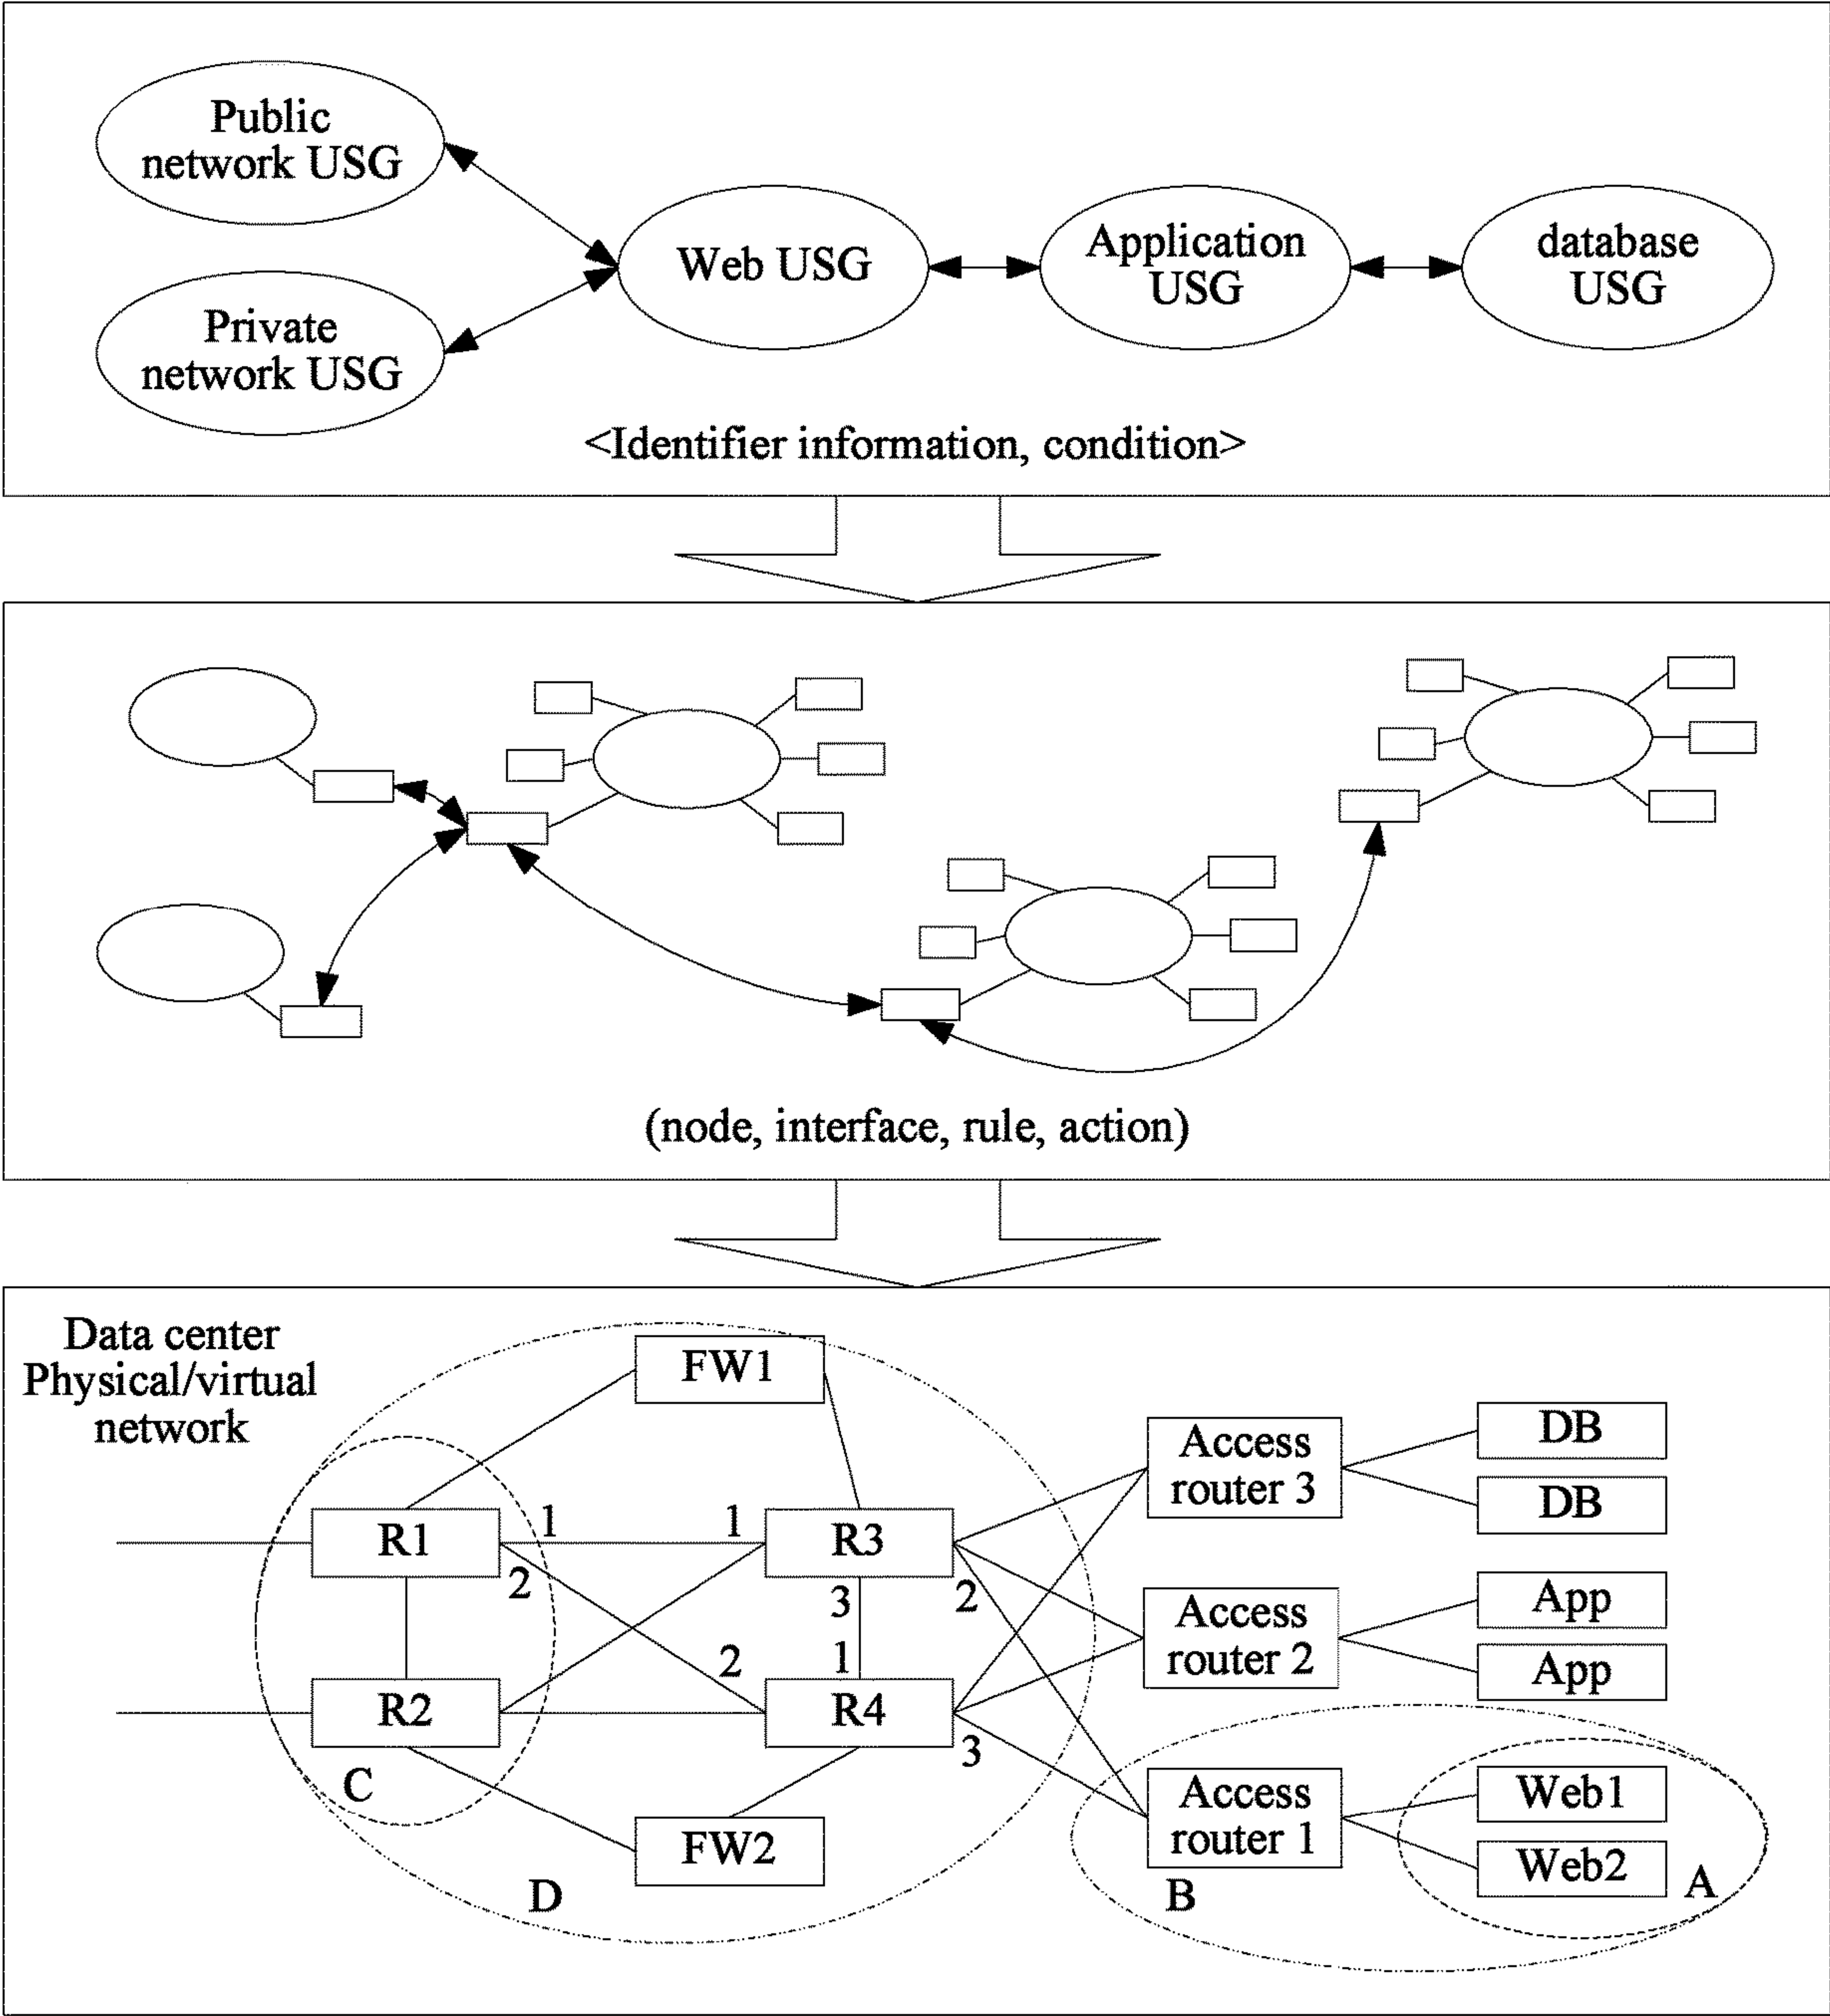 Public
network USG
Private
network USG
Web USG
Application
USG
database
USG
<Identifier information, condition>
(node, interface, rule, action)
Data center
Physical/virtual
network
FW1
R1
1
2
1
R3
3
2
R2
2
1
R4
3
C
FW2
D
Access
router 3
DB
DB
Access
router 2
App
App
Access
router 1
Web1
Web2
B
A